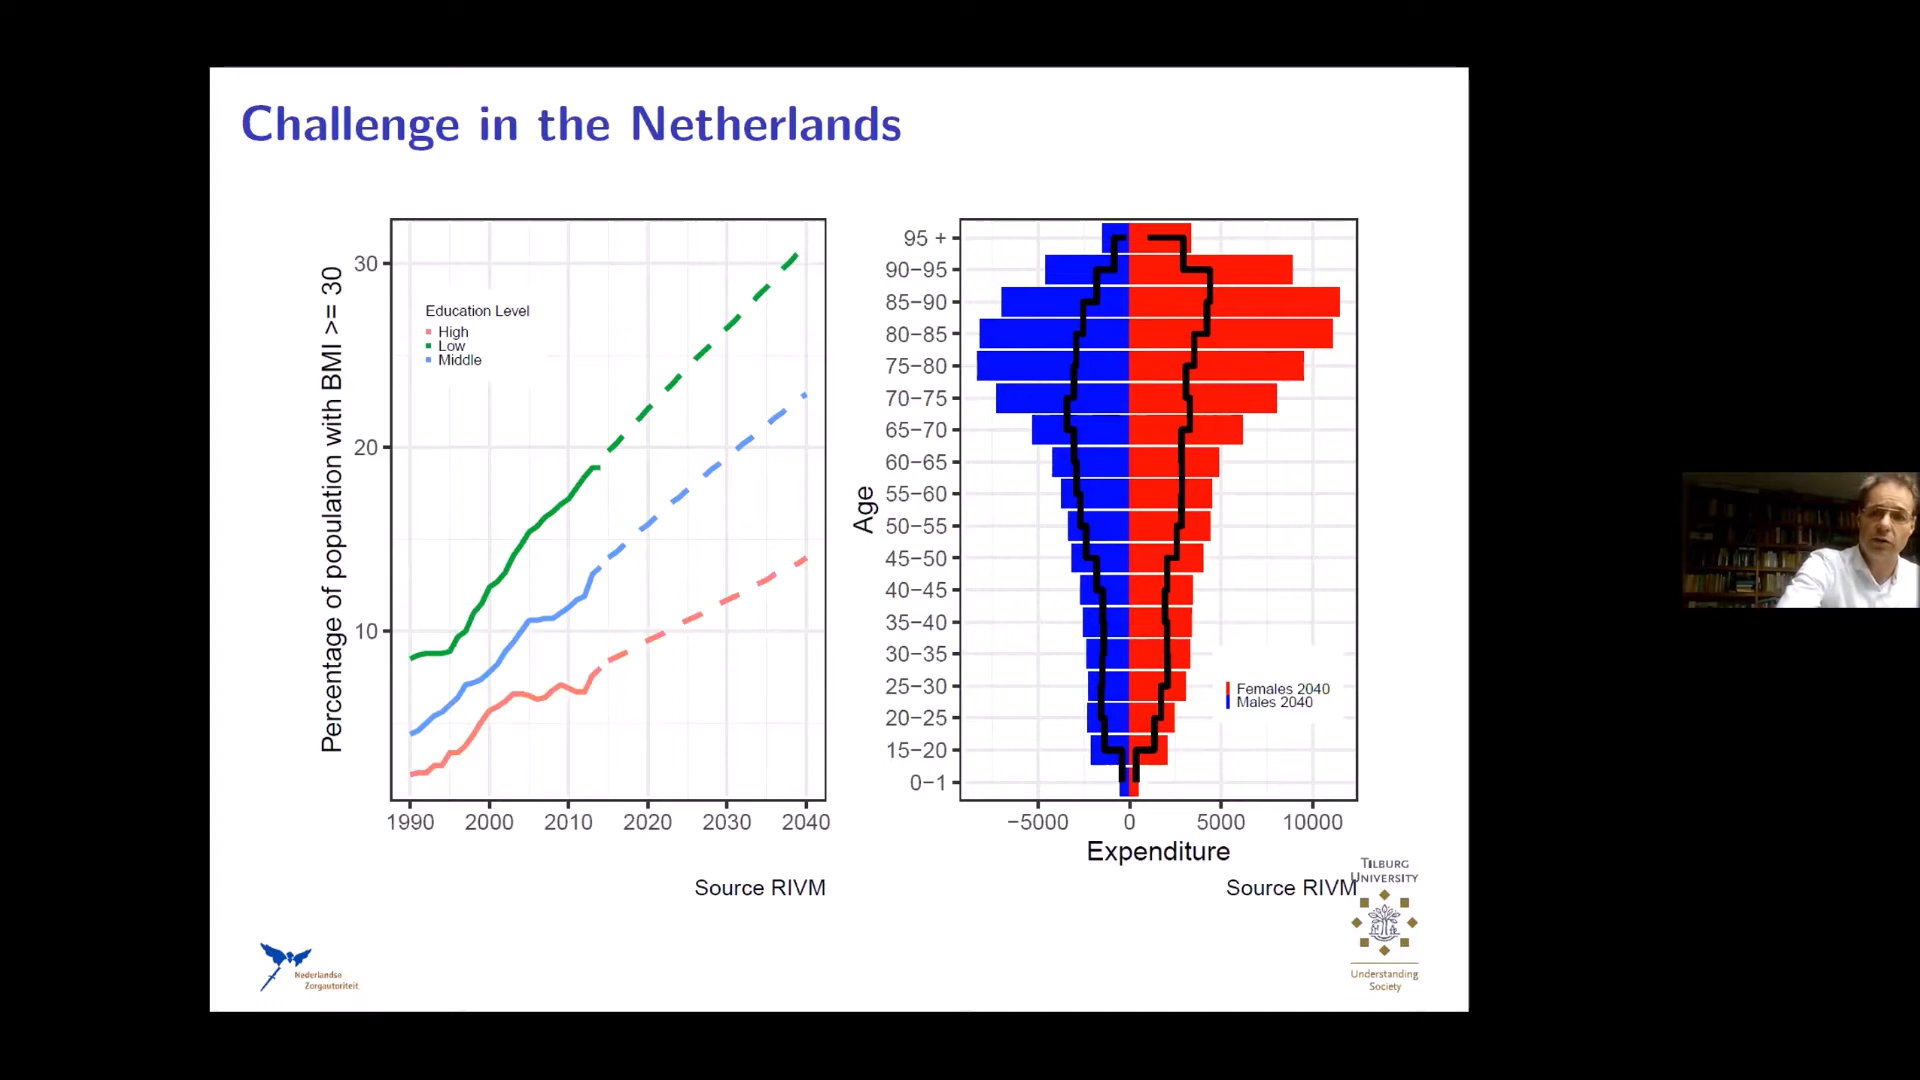 Challenge in the Netherlands
Percentage of population with BMI >= 30
30
20
10
Education Level
High
Low
Middle
1990 2000 2010 2020 2030 2040
Source RIVM
Age
95 +
90−95
85−90
80−85
75−80
70−75
65−70
60−65
55−60
50−55
45−50
40−45
35−40
30−35
25−30
20−25
15−20
0−1
Females 2040
Males 2040
−5000 0 5000 10000
Expenditure
Source RIVM
Nederlandse
Zorgautoriteit
TILBURG
UNIVERSITY
Understanding
Society